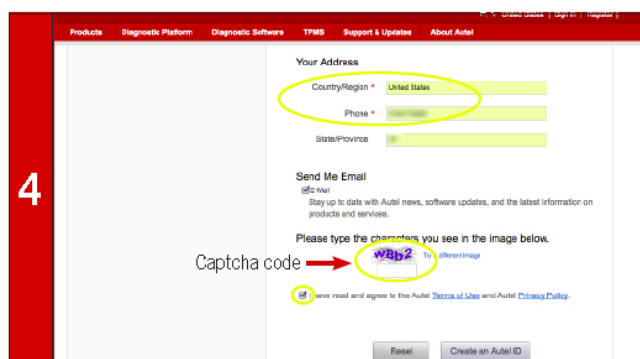 United States | Sign In | Register |
Products Diagnostic Platform Diagnostic Software TPMS Support & Updates About Autel
Your Address
Country/Region * United States
Phone *
State/Province
4
Send Me Email
E-Mail
Stay up to date with Autel news, software updates, and the latest information on
products and services.
Please type the characters you see in the image below.
Captcha code w8b2 Try different image
I have read and agree to the Autel Terms of Use and Autel Privacy Policy.
Reset Create an Autel ID